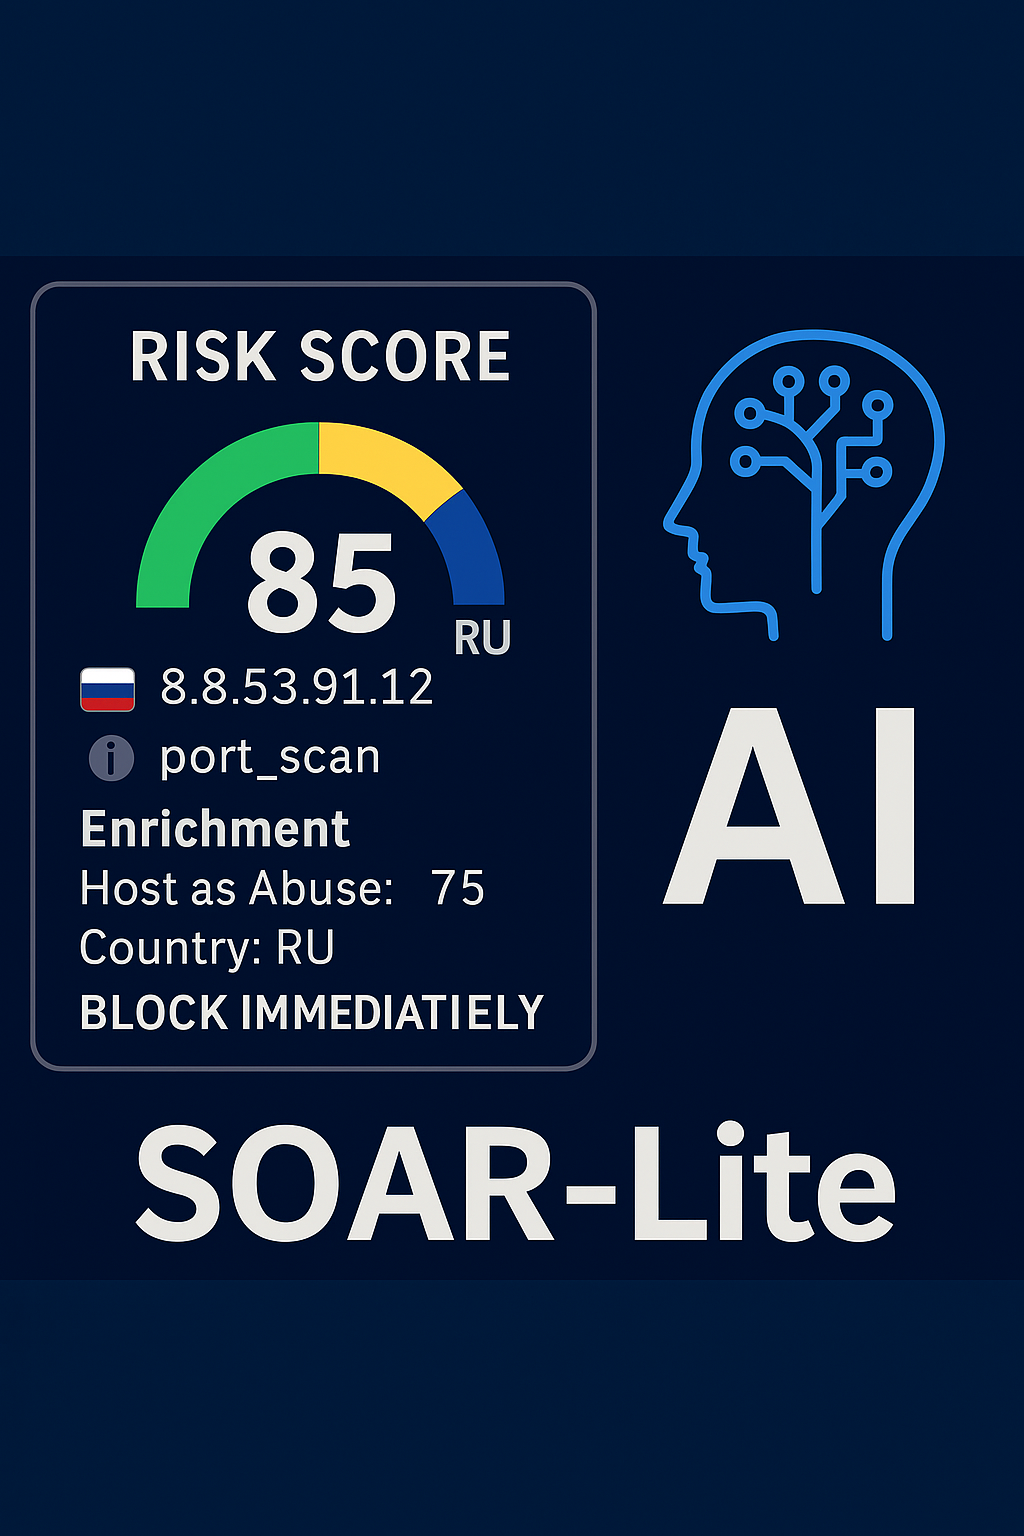 RISK SCORE
85
RU
8.8.53.91.12
port_scan
Enrichment
Host as Abuse: 75
Country: RU
BLOCK IMMEDIATIELY
AI
SOAR-Lite